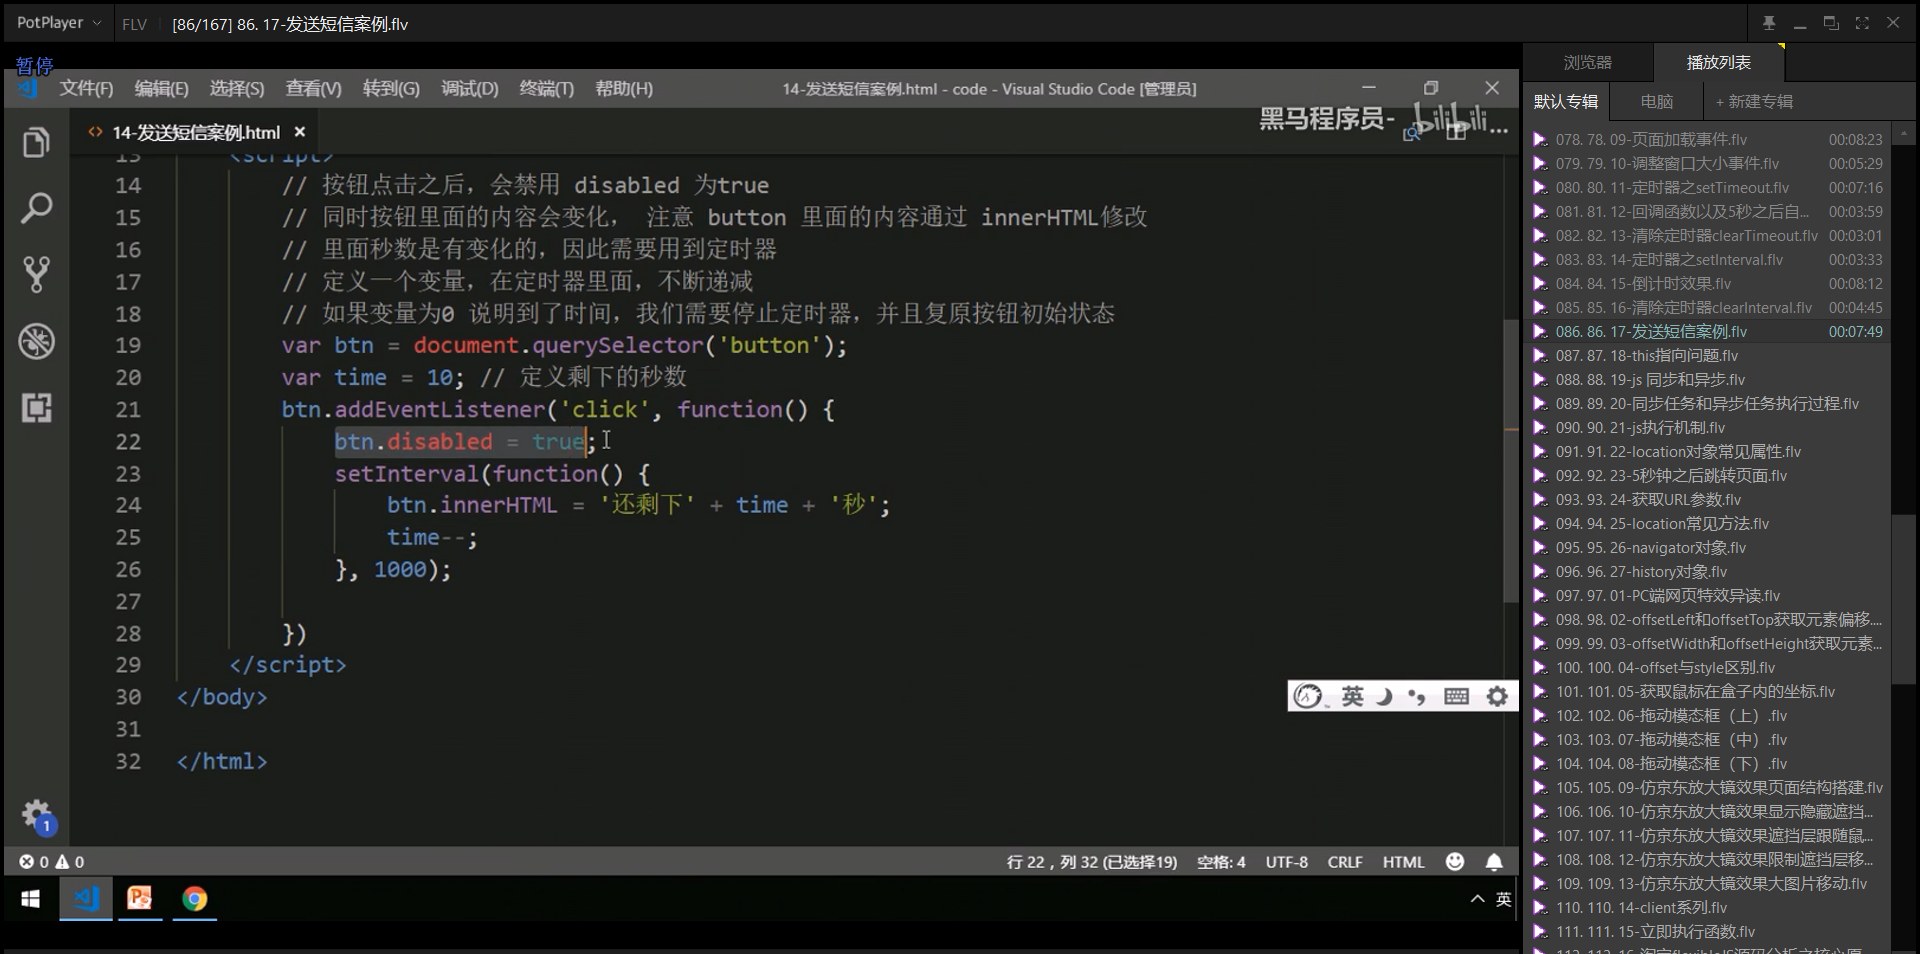 PotPlayer
FLV
[86/167] 86. 17-发送短信案例.flv
暂停
文件(F) 编辑(E) 选择(S) 查看(V) 转到(G) 调试(D) 终端(T) 帮助(H)
14-发送短信案例.html - code - Visual Studio Code [管理员]
14-发送短信案例.html
黑马程序员- bilibili
13 <script>
14 // 按钮点击之后，会禁用 disabled 为true
15 // 同时按钮里面的内容会变化， 注意 button 里面的内容通过 innerHTML修改
16 // 里面秒数是有变化的，因此需要用到定时器
17 // 定义一个变量，在定时器里面，不断递减
18 // 如果变量为0 说明到了时间，我们需要停止定时器，并且复原按钮初始状态
19 var btn = document.querySelector('button');
20 var time = 10; // 定义剩下的秒数
21 btn.addEventListener('click', function() {
22 btn.disabled = true;
23 setInterval(function() {
24 btn.innerHTML = '还剩下' + time + '秒';
25 time--;
26 }, 1000);
27
28 })
29 </script>
30 </body>
31
32 </html>
英
1
0 0
行 22，列 32 (已选择19) 空格: 4 UTF-8 CRLF HTML
英
浏览器 播放列表
默认专辑 电脑 + 新建专辑
078. 78. 09-页面加载事件.flv 00:08:23
079. 79. 10-调整窗口大小事件.flv 00:05:29
080. 80. 11-定时器之setTimeout.flv 00:07:16
081. 81. 12-回调函数以及5秒之后自... 00:03:59
082. 82. 13-清除定时器clearTimeout.flv 00:03:01
083. 83. 14-定时器之setInterval.flv 00:03:33
084. 84. 15-倒计时效果.flv 00:08:12
085. 85. 16-清除定时器clearInterval.flv 00:04:45
086. 86. 17-发送短信案例.flv 00:07:49
087. 87. 18-this指向问题.flv
088. 88. 19-js 同步和异步.flv
089. 89. 20-同步任务和异步任务执行过程.flv
090. 90. 21-js执行机制.flv
091. 91. 22-location对象常见属性.flv
092. 92. 23-5秒钟之后跳转页面.flv
093. 93. 24-获取URL参数.flv
094. 94. 25-location常见方法.flv
095. 95. 26-navigator对象.flv
096. 96. 27-history对象.flv
097. 97. 01-PC端网页特效导读.flv
098. 98. 02-offsetLeft和offsetTop获取元素偏移....
099. 99. 03-offsetWidth和offsetHeight获取元素...
100. 100. 04-offset与style区别.flv
101. 101. 05-获取鼠标在盒子内的坐标.flv
102. 102. 06-拖动模态框（上）.flv
103. 103. 07-拖动模态框（中）.flv
104. 104. 08-拖动模态框（下）.flv
105. 105. 09-仿京东放大镜效果页面结构搭建.flv
106. 106. 10-仿京东放大镜效果显示隐藏遮挡...
107. 107. 11-仿京东放大镜效果遮挡层跟随鼠...
108. 108. 12-仿京东放大镜效果限制遮挡层移...
109. 109. 13-仿京东放大镜效果大图片移动.flv
110. 110. 14-client系列.flv
111. 111. 15-立即执行函数.flv